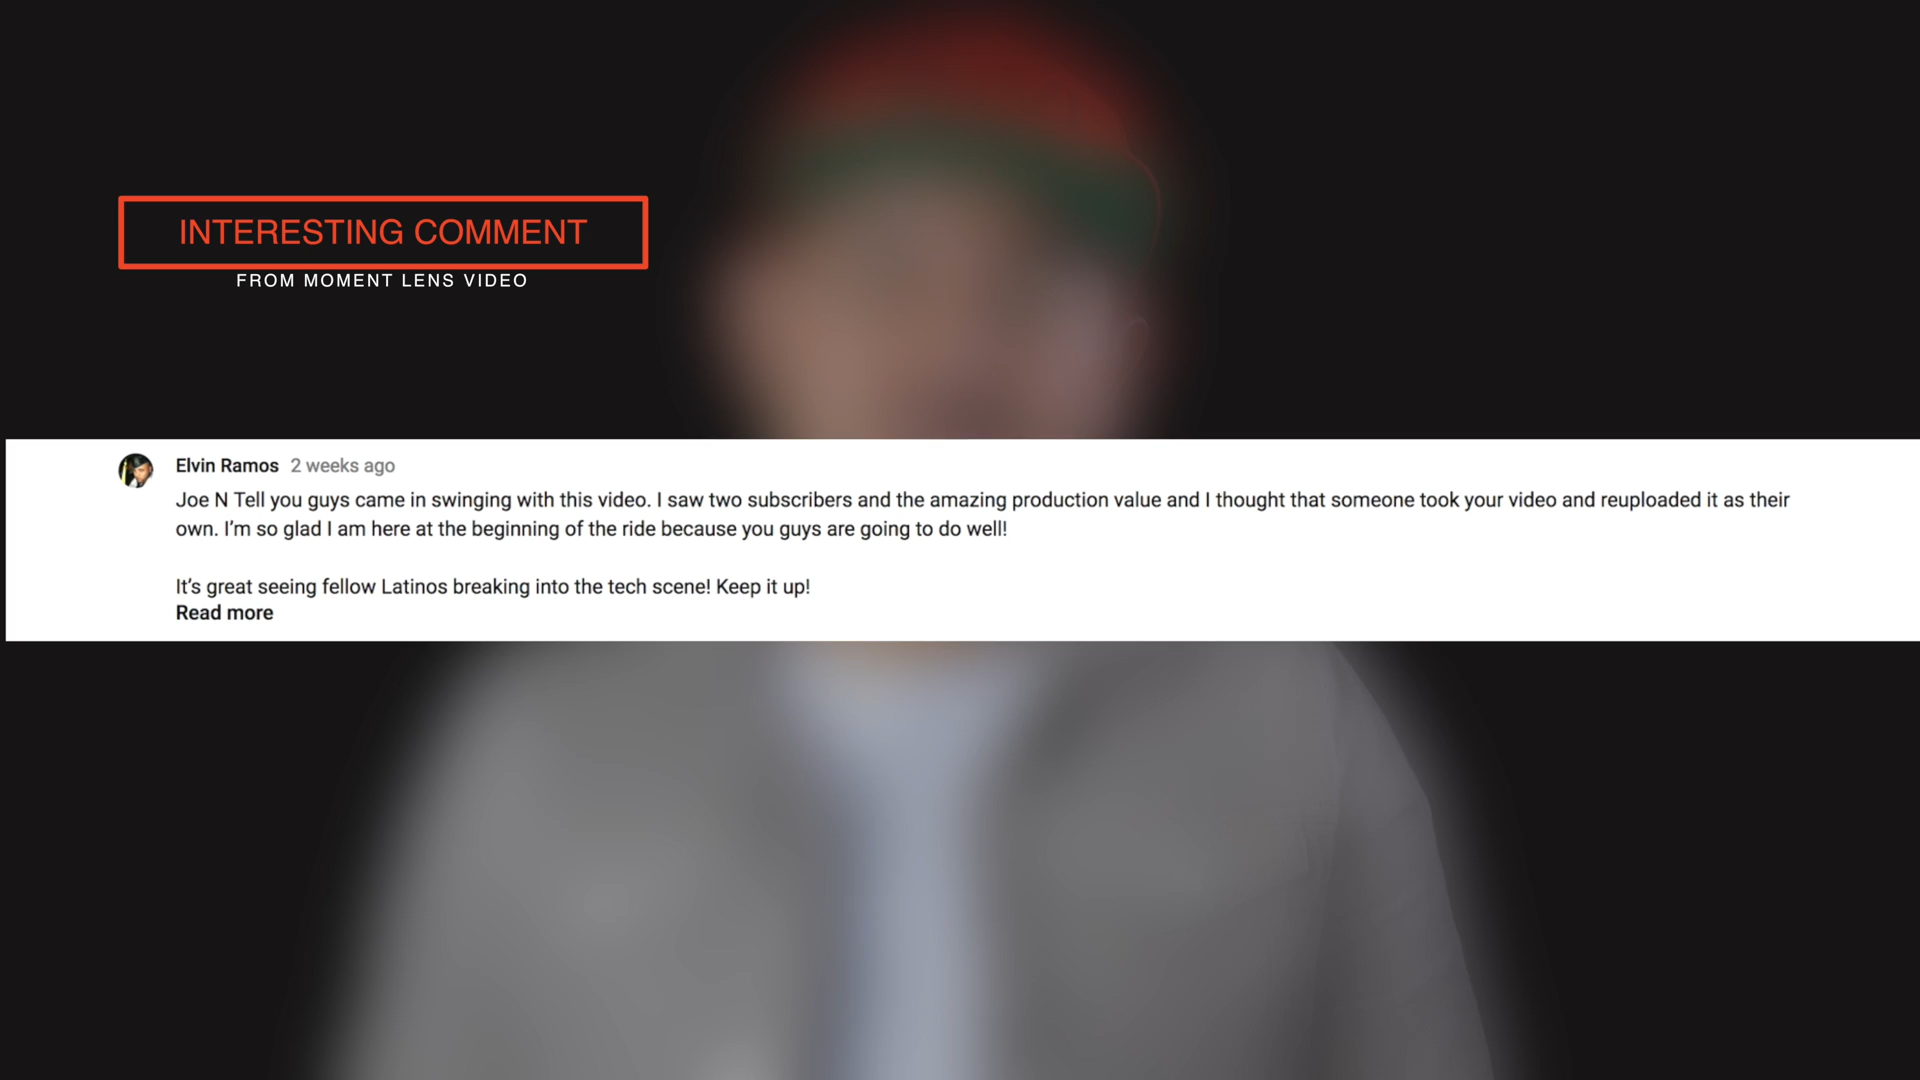 INTERESTING COMMENT
FROM MOMENT LENS VIDEO
Elvin Ramos 2 weeks ago
Joe N Tell you guys came in swinging with this video. I saw two subscribers and the amazing production value and I thought that someone took your video and reuploaded it as their
own. I’m so glad I am here at the beginning of the ride because you guys are going to do well!
It’s great seeing fellow Latinos breaking into the tech scene! Keep it up!
Read more